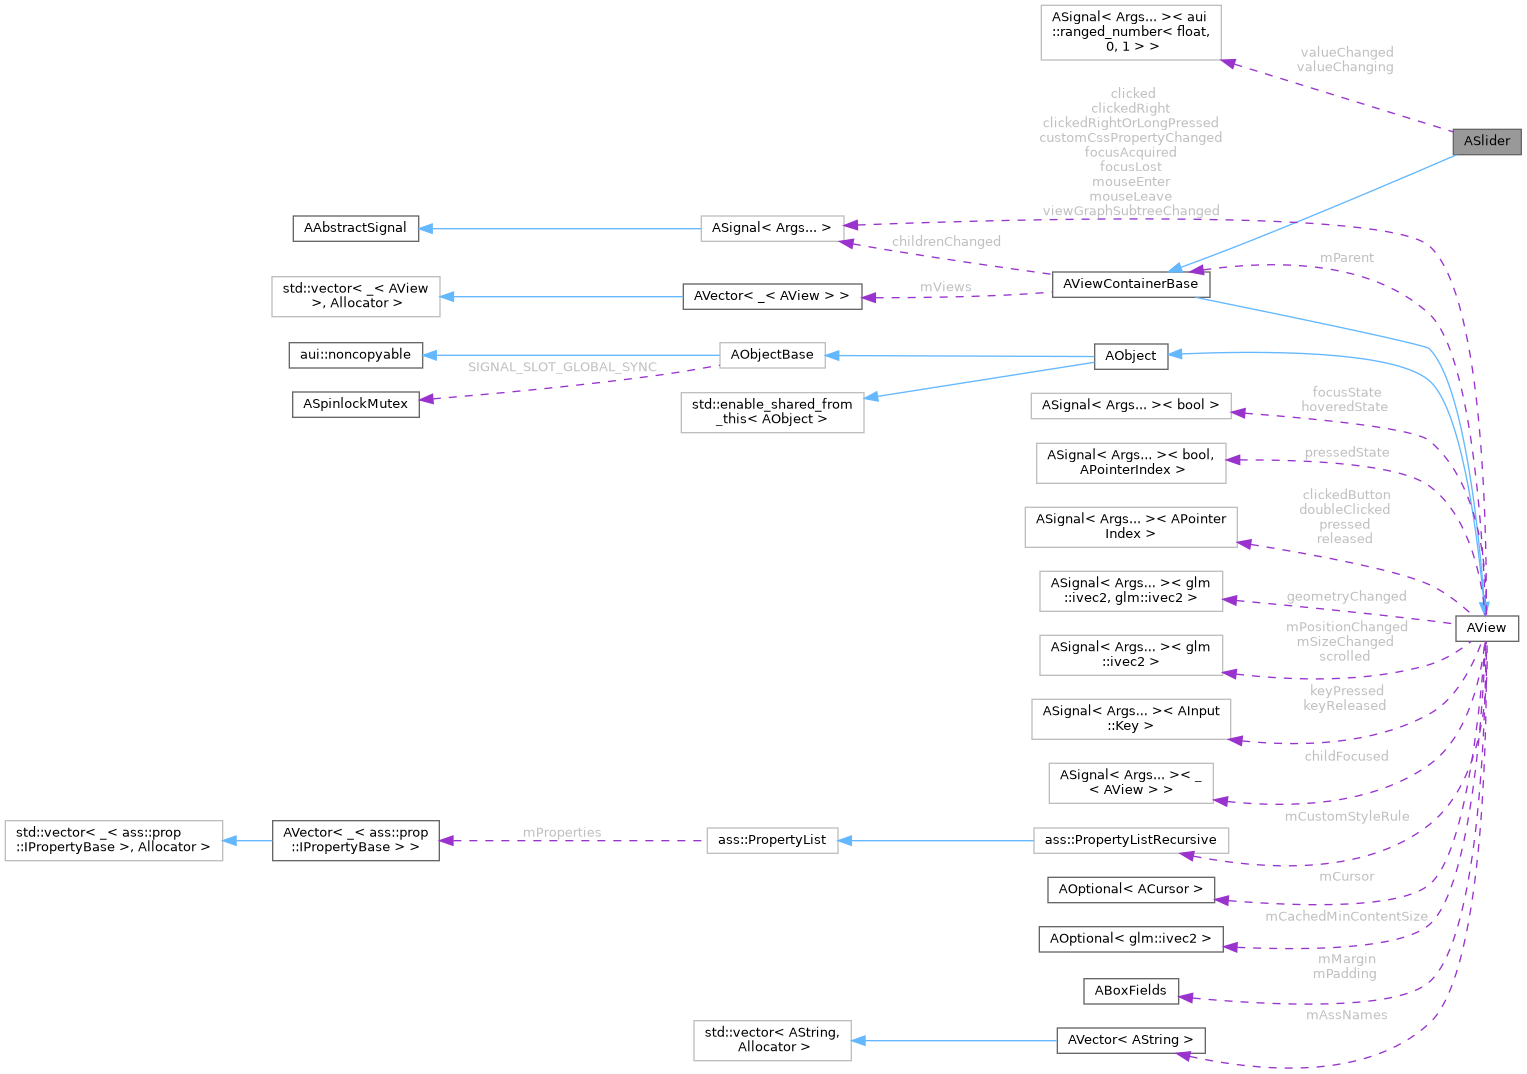 ASignal< Args... >< aui
::ranged_number< float,
0, 1 > >
valueChanged
valueChanging
ASlider
clicked
clickedRight
clickedRightOrLongPressed
customCssPropertyChanged
focusAcquired
focusLost
mouseEnter
mouseLeave
viewGraphSubtreeChanged
AAbstractSignal
ASignal< Args... >
childrenChanged
mParent
std::vector< _< AView
>, Allocator >
AVector< _< AView > >
mViews
AViewContainerBase
aui::noncopyable
AObjectBase
AObject
SIGNAL_SLOT_GLOBAL_SYNC
ASpinlockMutex
std::enable_shared_from
_this< AObject >
ASignal< Args... >< bool >
focusState
hoveredState
ASignal< Args... >< bool,
APointerIndex >
pressedState
ASignal< Args... >< APointer
Index >
clickedButton
doubleClicked
pressed
released
ASignal< Args... >< glm
::ivec2, glm::ivec2 >
geometryChanged
AView
ASignal< Args... >< glm
::ivec2 >
mPositionChanged
mSizeChanged
scrolled
ASignal< Args... >< AInput
::Key >
keyPressed
keyReleased
ASignal< Args... >< _
< AView > >
childFocused
std::vector< _< ass::prop
::IPropertyBase >, Allocator >
AVector< _< ass::prop
::IPropertyBase > >
mProperties
ass::PropertyList
ass::PropertyListRecursive
mCustomStyleRule
AOptional< ACursor >
mCursor
AOptional< glm::ivec2 >
mCachedMinContentSize
ABoxFields
mMargin
mPadding
std::vector< AString,
Allocator >
AVector< AString >
mAssNames